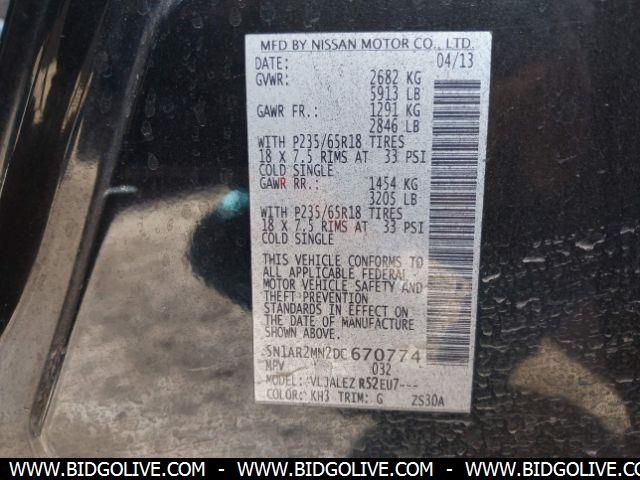 MFD BY NISSAN MOTOR CO., LTD.
DATE: 04/13
GVWR: 2682 KG
5913 LB
GAWR FR.: 1291 KG
2846 LB
WITH P235/65R18 TIRES
18 X 7.5 RIMS AT 33 PSI
COLD SINGLE
GAWR RR.: 1454 KG
3205 LB
WITH P235/65R18 TIRES
18 X 7.5 RIMS AT 33 PSI
COLD SINGLE
THIS VEHICLE CONFORMS TO
ALL APPLICABLE FEDERAL
MOTOR VEHICLE SAFETY AND
THEFT PREVENTION
STANDARDS IN EFFECT ON
THE DATE OF MANUFACTURE
SHOWN ABOVE.
5N1AR2MN2DC670774
MPV 032
MODEL: VLJALEZ R52EU7---
COLOR: KH3 TRIM: G ZS30A
WWW.BIDGOLIVE.COM - WWW.BIDGOLIVE.COM - WWW.BIDGOLIVE.COM